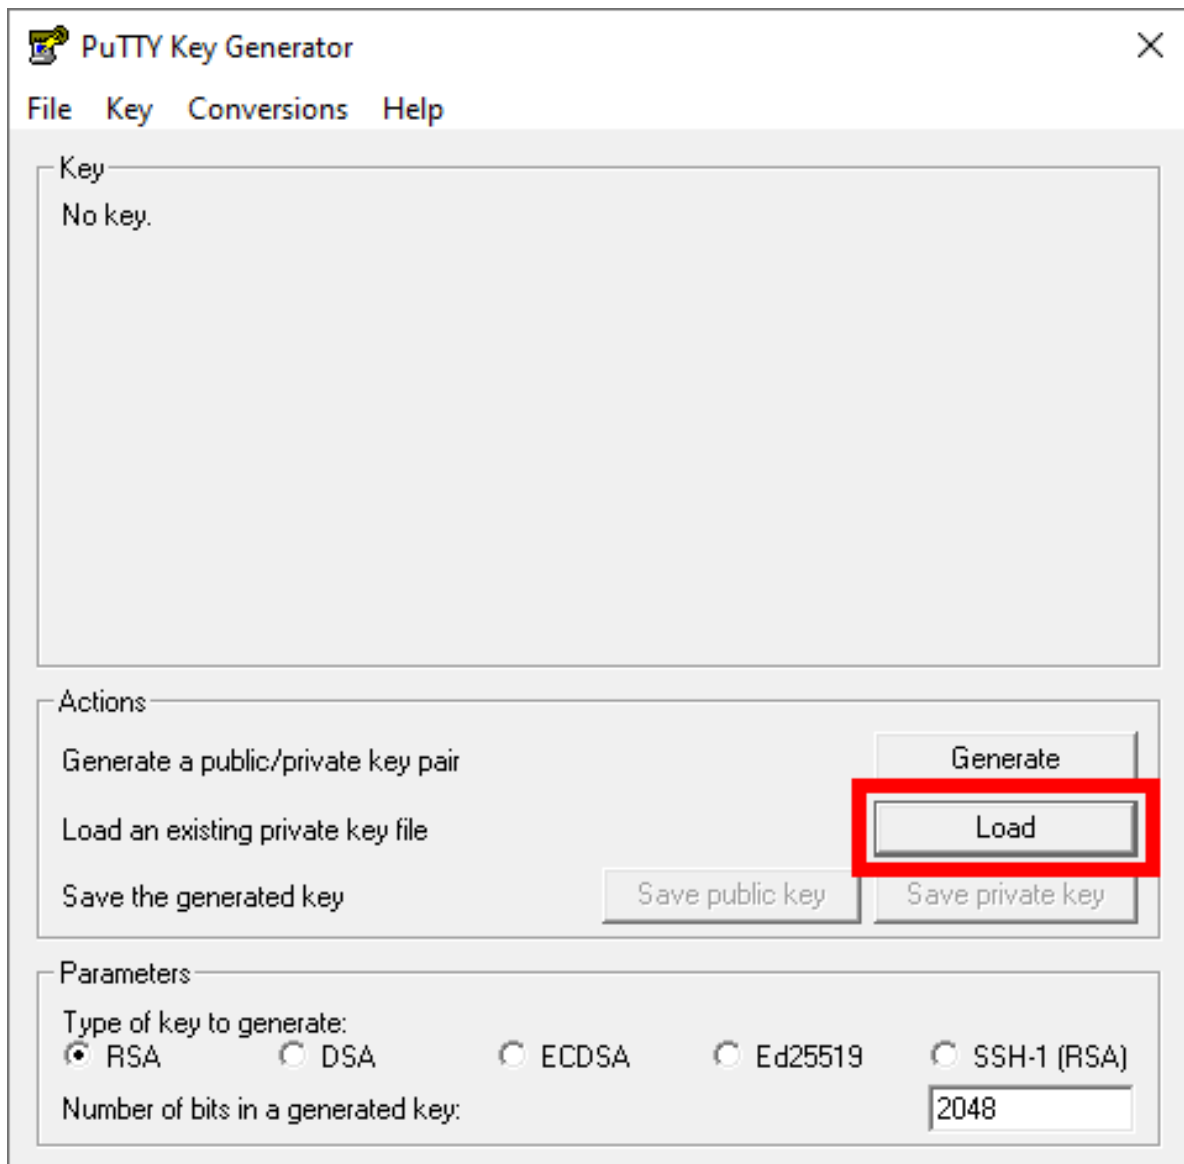 PuTTY Key Generator
File Key Conversions Help
Key
No key.
Actions
Generate a public/private key pair Generate
Load an existing private key file Load
Save the generated key Save public key Save private key
Parameters
Type of key to generate:
RSA DSA ECDSA Ed25519 SSH-1 (RSA)
Number of bits in a generated key: 2048